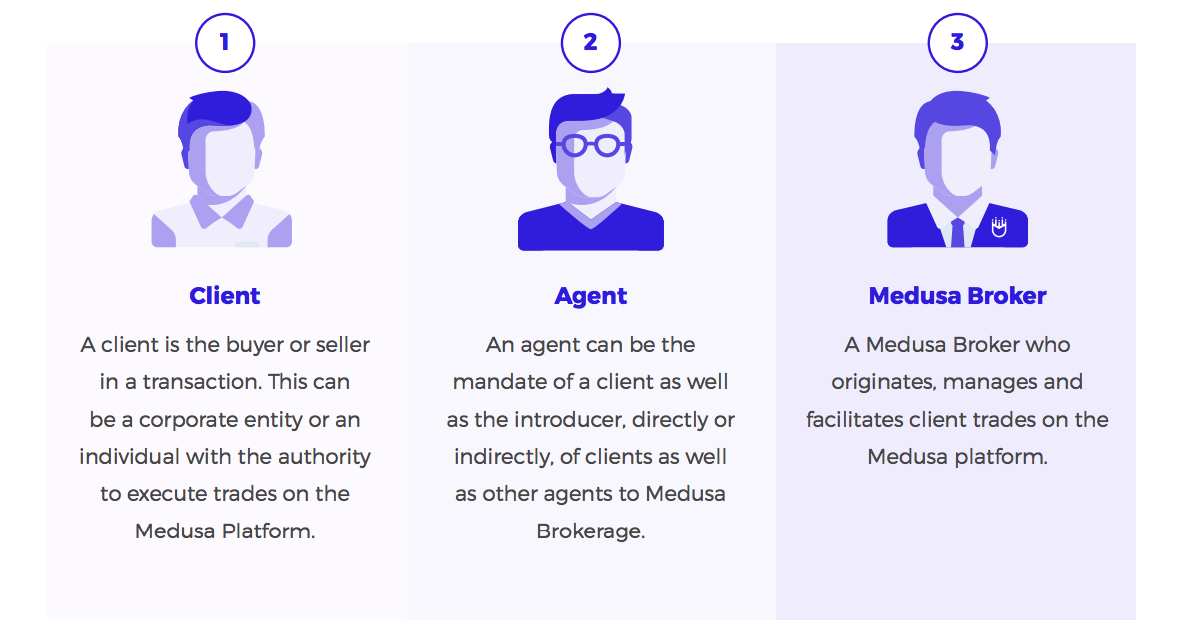 1
2
3
Client
A client is the buyer or seller
in a transaction. This can
be a corporate entity or an
individual with the authority
to execute trades on the
Medusa Platform.
Agent
An agent can be the
mandate of a client as well
as the introducer, directly or
indirectly, of clients as well
as other agents to Medusa
Brokerage.
Medusa Broker
A Medusa Broker who
originates, manages and
facilitates client trades on the
Medusa platform.